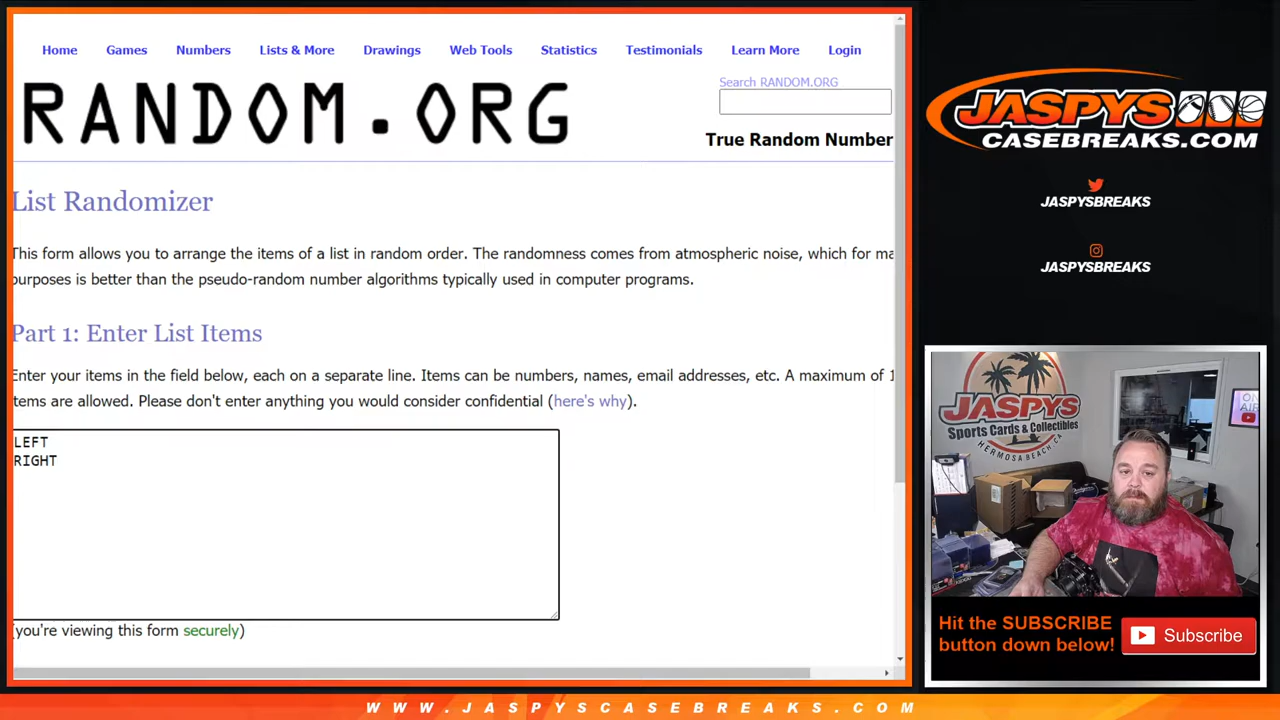 Home Games Numbers Lists & More Drawings Web Tools Statistics Testimonials Learn More Login
RANDOM.ORG
Search RANDOM.ORG
True Random Number
List Randomizer
This form allows you to arrange the items of a list in random order. The randomness comes from atmospheric noise, which for ma
purposes is better than the pseudo-random number algorithms typically used in computer programs.
Part 1: Enter List Items
Enter your items in the field below, each on a separate line. Items can be numbers, names, email addresses, etc. A maximum of 1
items are allowed. Please don't enter anything you would consider confidential (here's why).
LEFT
RIGHT
(you're viewing this form securely)
JASPYS
CASEBREAKS.COM
JASPYSBREAKS
JASPYSBREAKS
JASPYS
Sports Cards & Collectibles
HERMOSA BEACH, CA
ON
AIR
Hit the SUBSCRIBE
button down below!
Subscribe
WWW.JASPYSCASEBREAKS.COM